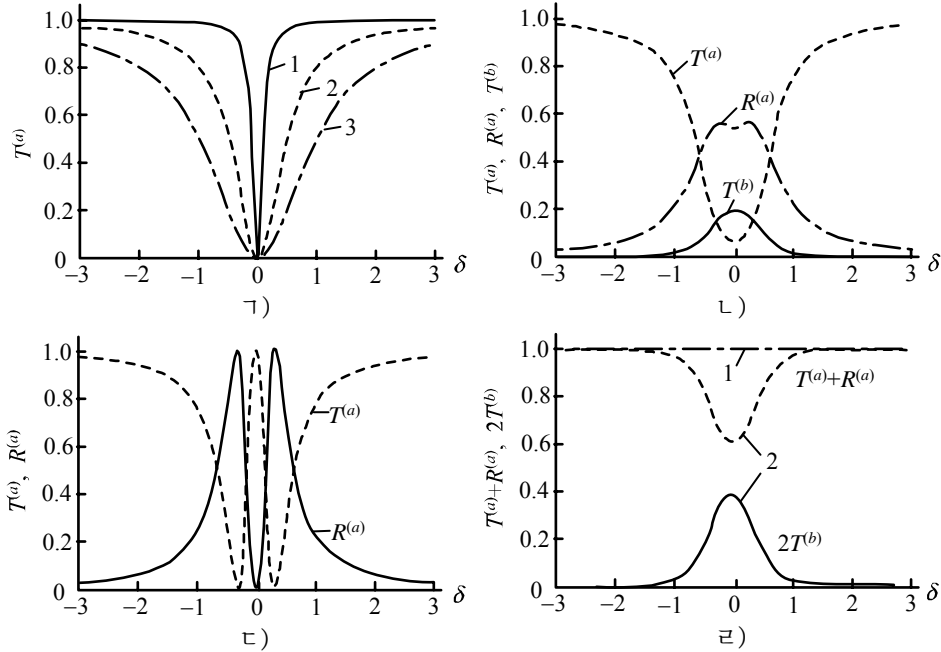 1.0
0.8
0.6
0.4
0.2
0
T(a)
1
2
3
−3 −2 −1 0 1 2 3 δ
ㄱ)
1.0
0.8
0.6
0.4
0.2
0
T(a), R(a), T(b)
T(a)
R(a)
T(b)
−3 −2 −1 0 1 2 3 δ
ㄴ)
1.0
0.8
0.6
0.4
0.2
0
T(a), R(a)
T(a)
R(a)
−3 −2 −1 0 1 2 3 δ
ㄷ)
1.0
0.8
0.6
0.4
0.2
0
T(a)+R(a), 2T(b)
1
T(a)+R(a)
2
2T(b)
−3 −2 −1 0 1 2 3 δ
ㄹ)